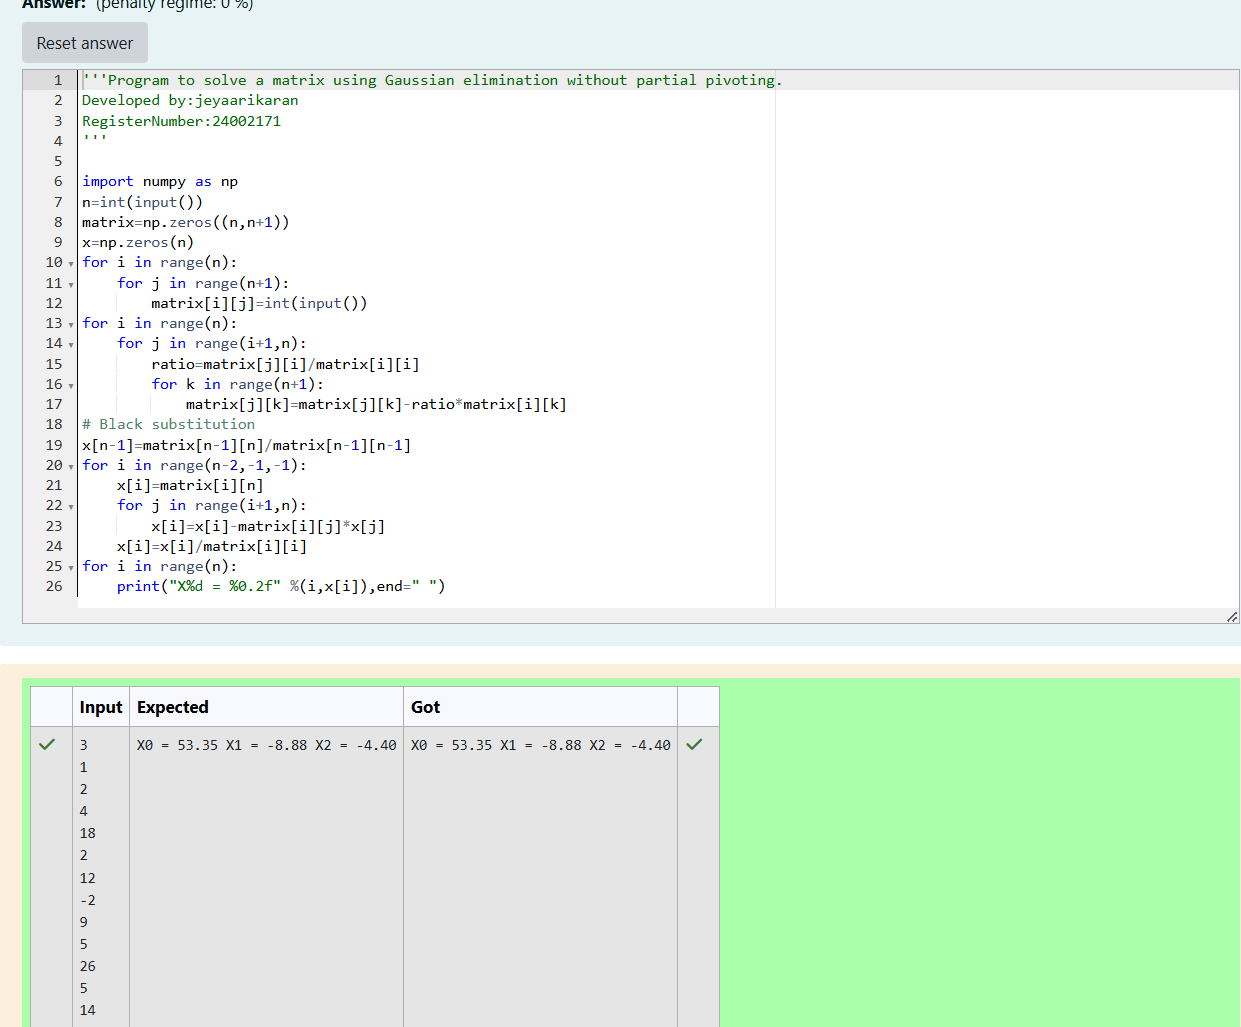 Answer: (penalty regime: 0 %)
Reset answer
1 '''Program to solve a matrix using Gaussian elimination without partial pivoting.
2 Developed by:jeyaarikaran
3 RegisterNumber:24002171
4 '''
5
6 import numpy as np
7 n=int(input())
8 matrix=np.zeros((n,n+1))
9 x=np.zeros(n)
10 for i in range(n):
11     for j in range(n+1):
12         matrix[i][j]=int(input())
13 for i in range(n):
14     for j in range(i+1,n):
15         ratio=matrix[j][i]/matrix[i][i]
16         for k in range(n+1):
17             matrix[j][k]=matrix[j][k]-ratio*matrix[i][k]
18 # Black substitution
19 x[n-1]=matrix[n-1][n]/matrix[n-1][n-1]
20 for i in range(n-2,-1,-1):
21     x[i]=matrix[i][n]
22     for j in range(i+1,n):
23         x[i]=x[i]-matrix[i][j]*x[j]
24     x[i]=x[i]/matrix[i][i]
25 for i in range(n):
26     print("X%d = %0.2f" %(i,x[i]),end=" ")
Input Expected Got
3 X0 = 53.35 X1 = -8.88 X2 = -4.40 X0 = 53.35 X1 = -8.88 X2 = -4.40
1
2
4
18
2
12
-2
9
5
26
5
14